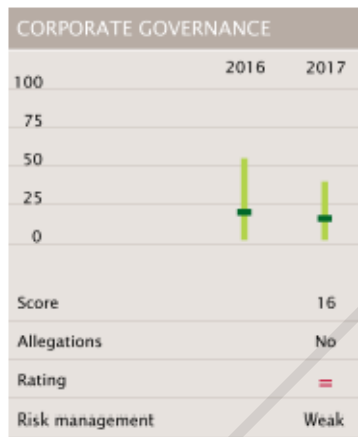 CORPORATE GOVERNANCE
2016 2017
100
75
50
25
0
Score 16
Allegations No
Rating =
Risk management Weak